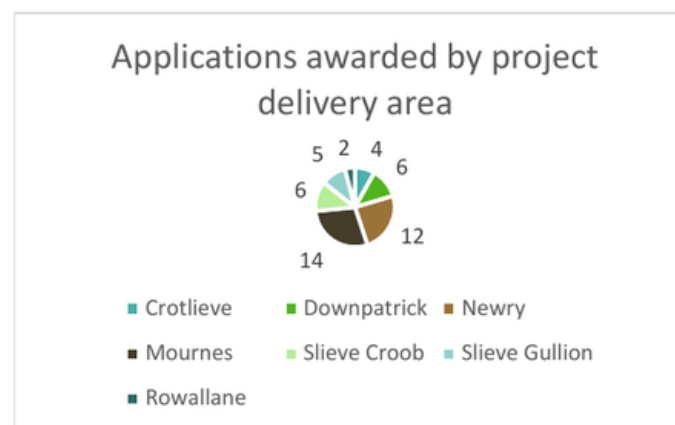 Applications awarded by project
delivery area
5 2 4
6 6
12
14
Crotlieve Downpatrick Newry
Mournes Slieve Croob Slieve Gullion
Rowallane